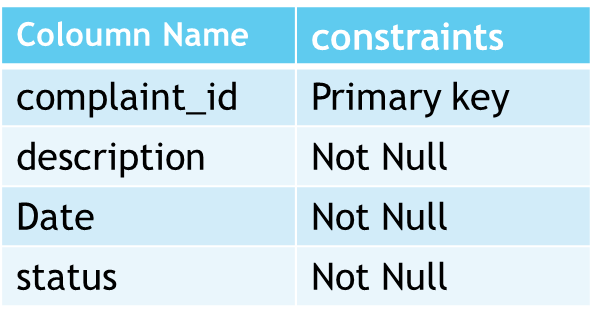 Coloumn Name constraints
complaint_id Primary key
description Not Null
Date Not Null
status Not Null